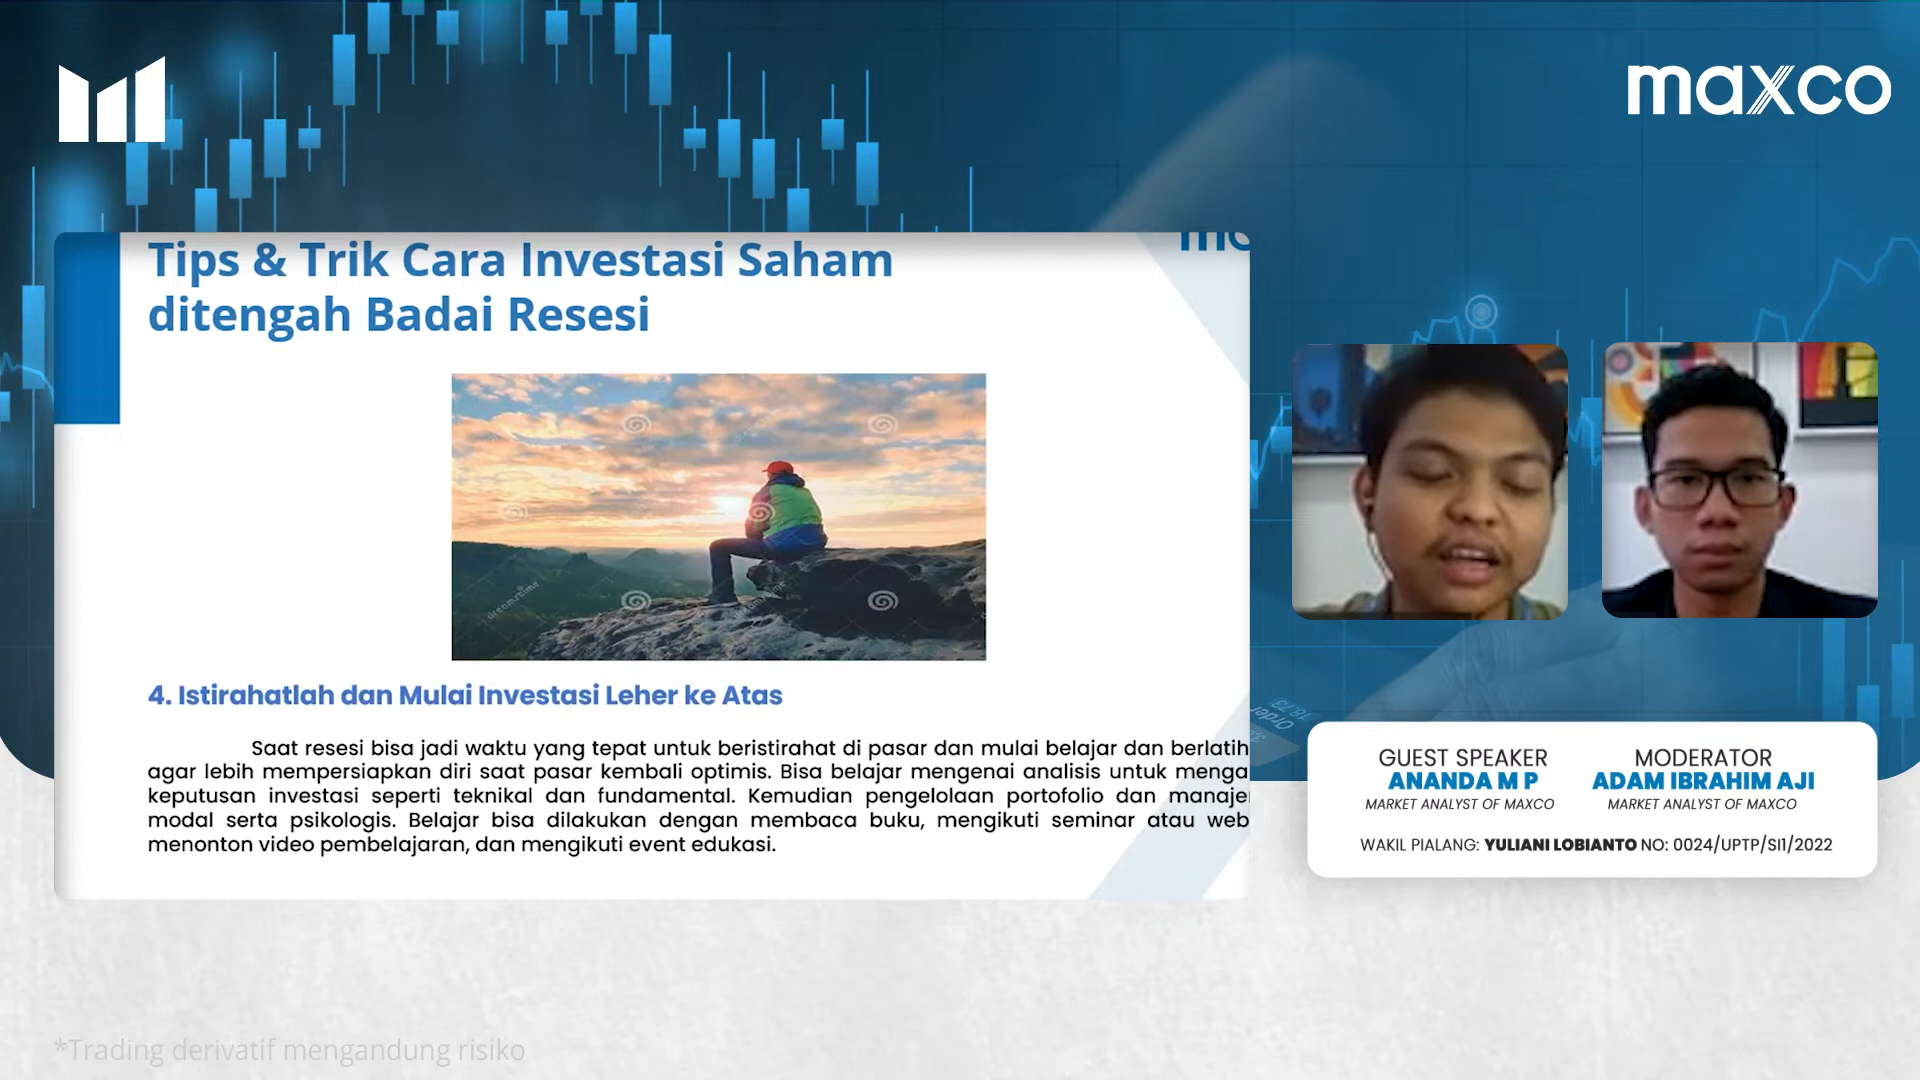 maxco
Tips & Trik Cara Investasi Saham
ditengah Badai Resesi
4. Istirahatlah dan Mulai Investasi Leher ke Atas
Saat resesi bisa jadi waktu yang tepat untuk beristirahat di pasar dan mulai belajar dan berlatih
agar lebih mempersiapkan diri saat pasar kembali optimis. Bisa belajar mengenai analisis untuk menga
keputusan investasi seperti teknikal dan fundamental. Kemudian pengelolaan portofolio dan manaje
modal serta psikologis. Belajar bisa dilakukan dengan membaca buku, mengikuti seminar atau web
menonton video pembelajaran, dan mengikuti event edukasi.
GUEST SPEAKER
ANANDA M P
MARKET ANALYST OF MAXCO
MODERATOR
ADAM IBRAHIM AJI
MARKET ANALYST OF MAXCO
WAKIL PIALANG: YULIANI LOBIANTO NO: 0024/UPTP/SI1/2022
*Trading derivatif mengandung risiko